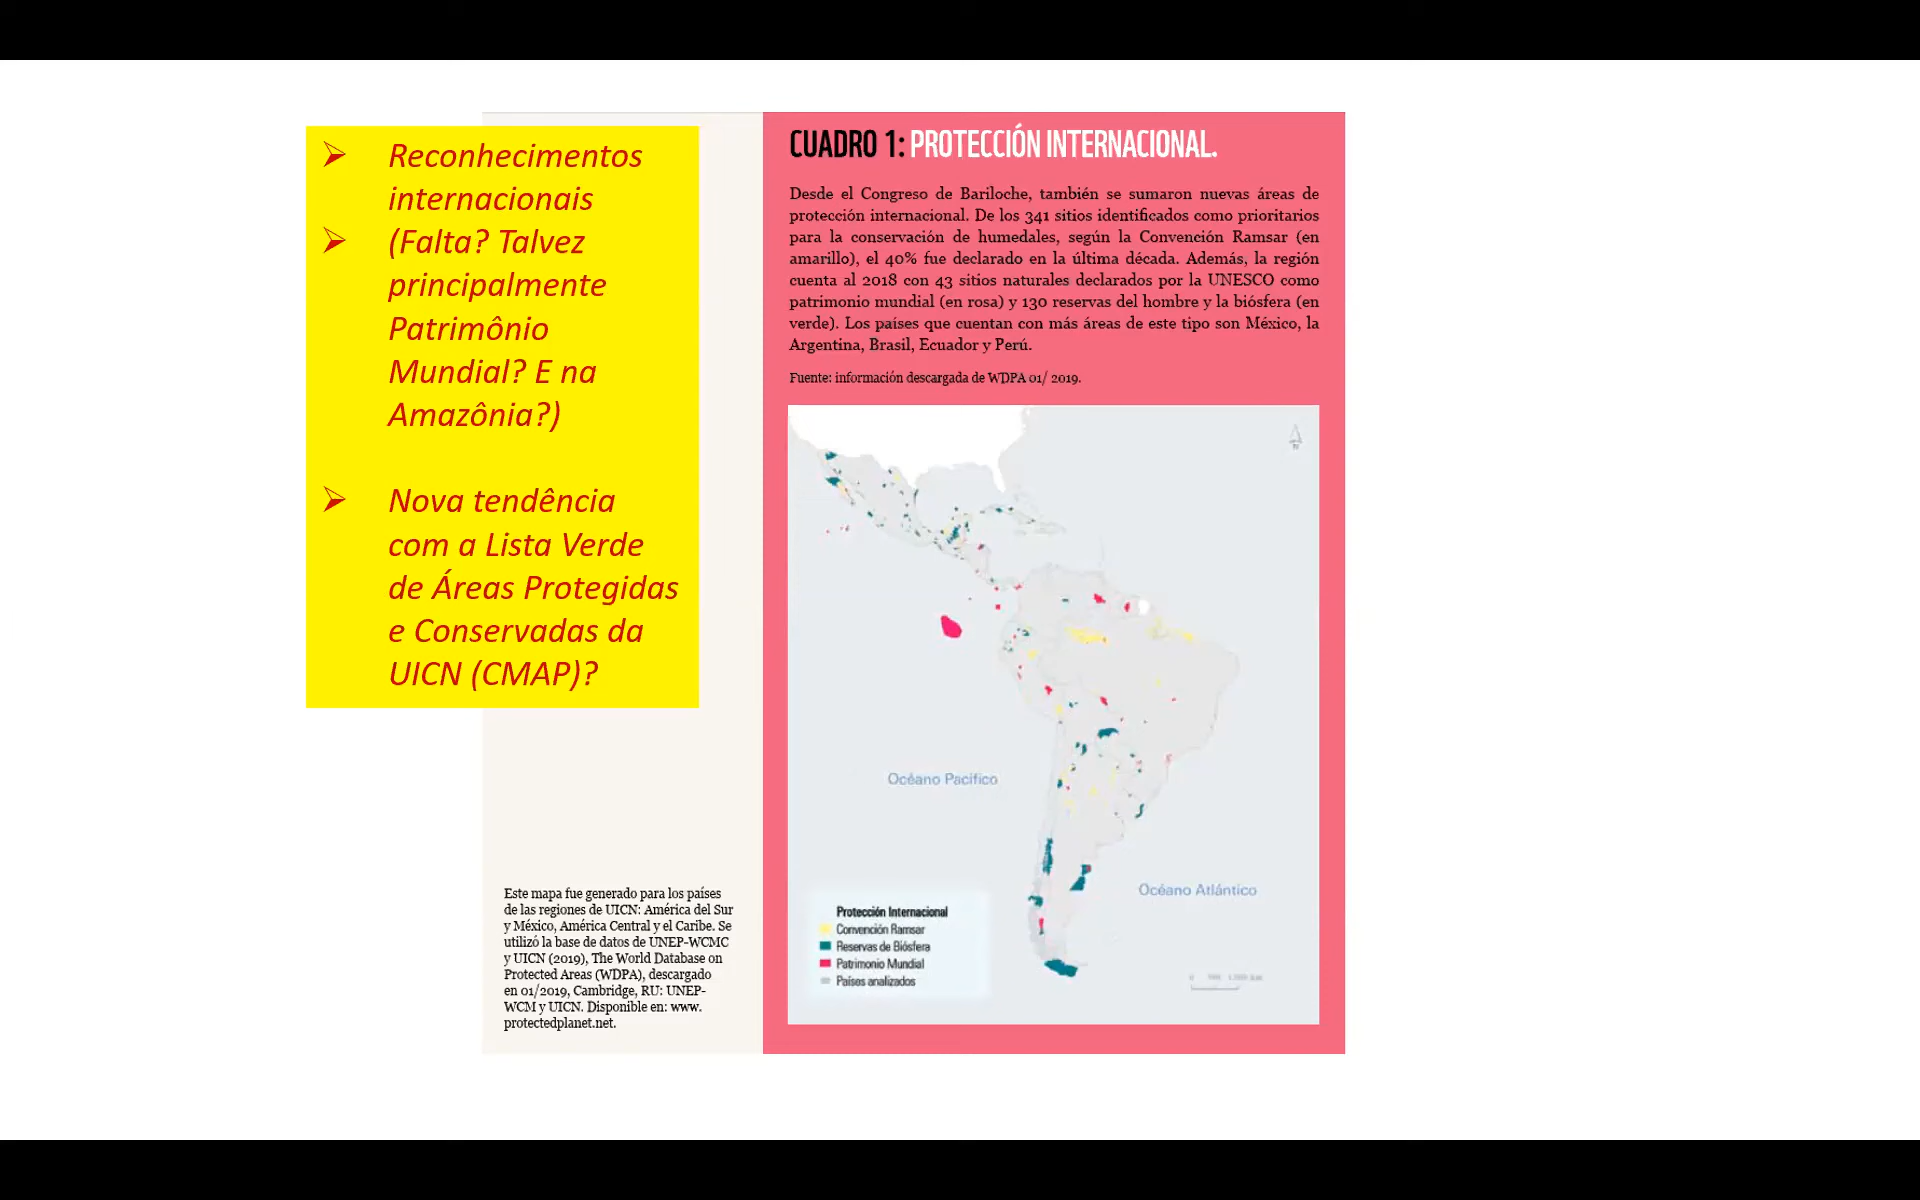 ➢ Reconhecimentos
internacionais
➢ (Falta? Talvez
principalmente
Patrimônio
Mundial? E na
Amazônia?)
➢ Nova tendência
com a Lista Verde
de Áreas Protegidas
e Conservadas da
UICN (CMAP)?
Este mapa fue generado para los países
de las regiones de UICN: América del Sur
y México, América Central y el Caribe. Se
utilizó la base de datos de UNEP-WCMC
y UICN (2019), The World Database on
Protected Areas (WDPA), descargado
en 01/2019, Cambridge, RU: UNEP-
WCM y UICN. Disponible en: www.
protectedplanet.net.
CUADRO 1: PROTECCIÓN INTERNACIONAL.
Desde el Congreso de Bariloche, también se sumaron nuevas áreas de
protección internacional. De los 341 sitios identificados como prioritarios
para la conservación de humedales, según la Convención Ramsar (en
amarillo), el 40% fue declarado en la última década. Además, la región
cuenta al 2018 con 43 sitios naturales declarados por la UNESCO como
patrimonio mundial (en rosa) y 130 reservas del hombre y la biósfera (en
verde). Los países que cuentan con más áreas de este tipo son México, la
Argentina, Brasil, Ecuador y Perú.
Fuente: información descargada de WDPA 01/ 2019.
N
Océano Pacífico
Océano Atlántico
Protección Internacional
Convención Ramsar
Reservas de Biósfera
Patrimonio Mundial
Países analizados